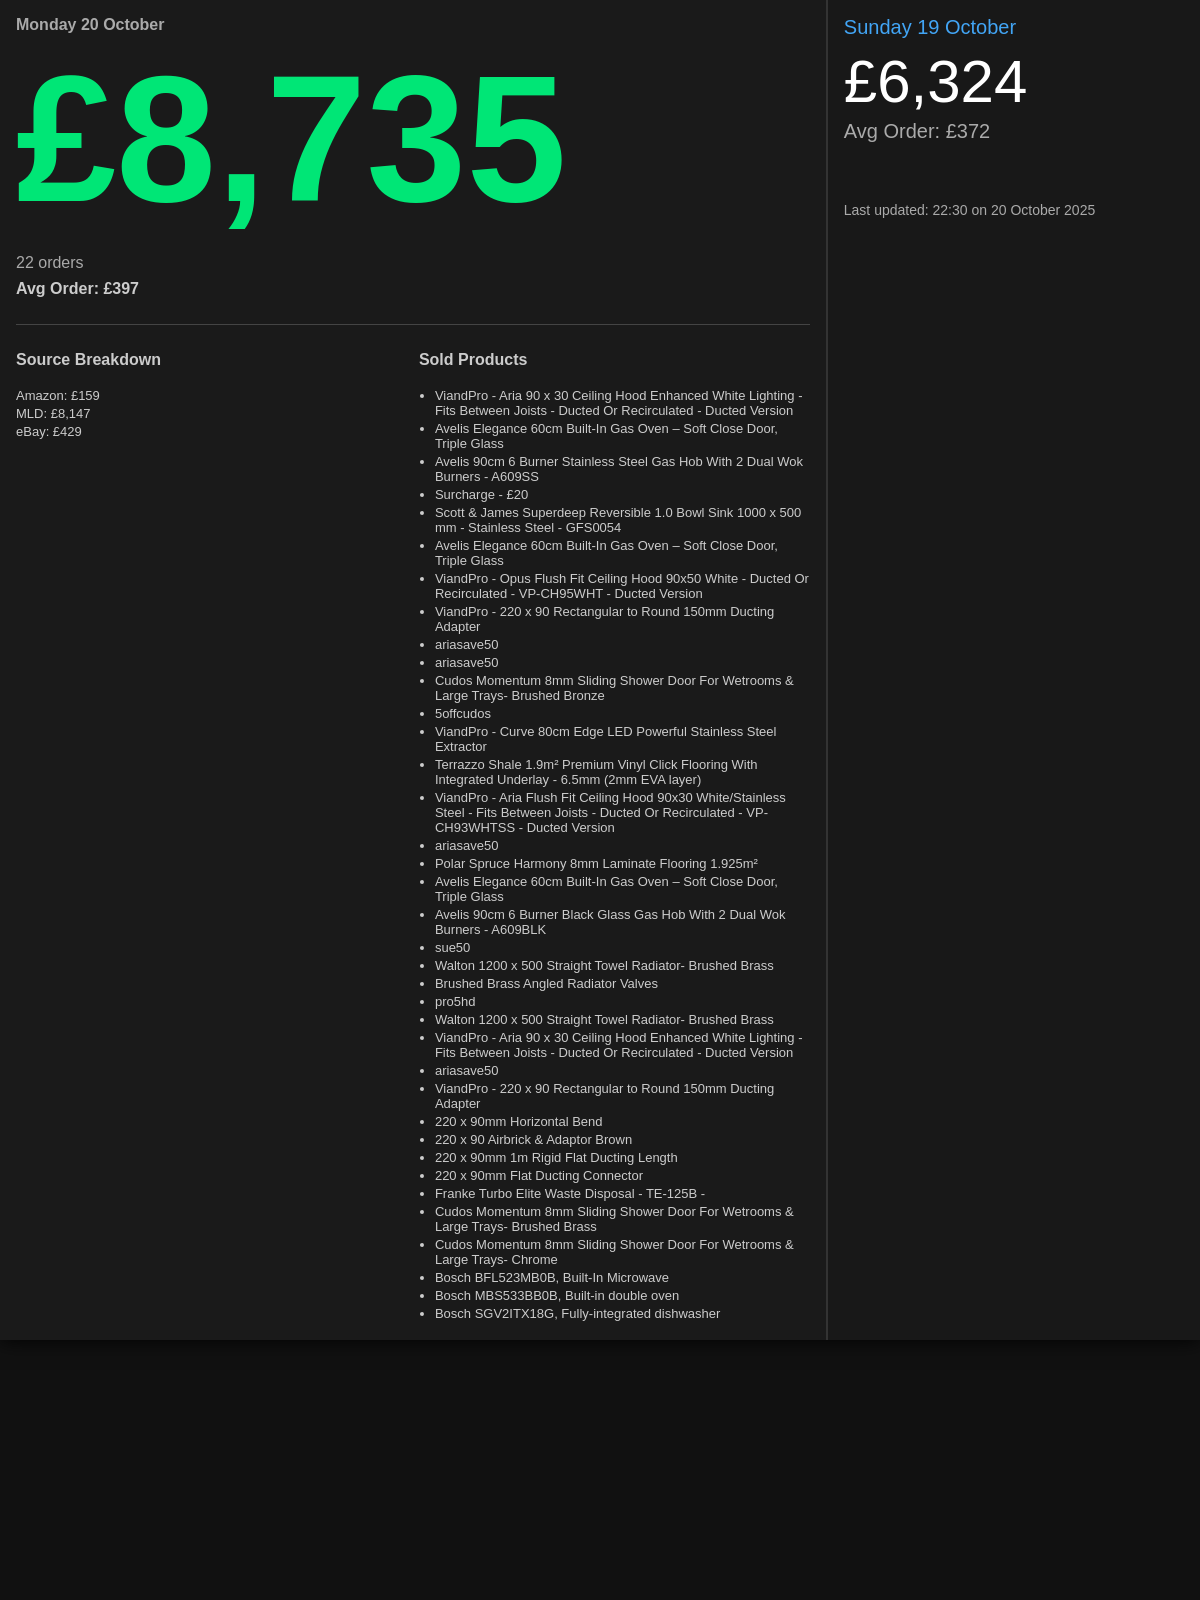 Monday 20 October
£8,735
22 orders
Avg Order: £397
Source Breakdown
Amazon: £159
MLD: £8,147
eBay: £429
Sold Products
ViandPro - Aria 90 x 30 Ceiling Hood Enhanced White Lighting -
Fits Between Joists - Ducted Or Recirculated - Ducted Version
Avelis Elegance 60cm Built-In Gas Oven – Soft Close Door,
Triple Glass
Avelis 90cm 6 Burner Stainless Steel Gas Hob With 2 Dual Wok
Burners - A609SS
Surcharge - £20
Scott & James Superdeep Reversible 1.0 Bowl Sink 1000 x 500
mm - Stainless Steel - GFS0054
Avelis Elegance 60cm Built-In Gas Oven – Soft Close Door,
Triple Glass
ViandPro - Opus Flush Fit Ceiling Hood 90x50 White - Ducted Or
Recirculated - VP-CH95WHT - Ducted Version
ViandPro - 220 x 90 Rectangular to Round 150mm Ducting
Adapter
ariasave50
ariasave50
Cudos Momentum 8mm Sliding Shower Door For Wetrooms &
Large Trays- Brushed Bronze
5offcudos
ViandPro - Curve 80cm Edge LED Powerful Stainless Steel
Extractor
Terrazzo Shale 1.9m² Premium Vinyl Click Flooring With
Integrated Underlay - 6.5mm (2mm EVA layer)
ViandPro - Aria Flush Fit Ceiling Hood 90x30 White/Stainless
Steel - Fits Between Joists - Ducted Or Recirculated - VP-
CH93WHTSS - Ducted Version
ariasave50
Polar Spruce Harmony 8mm Laminate Flooring 1.925m²
Avelis Elegance 60cm Built-In Gas Oven – Soft Close Door,
Triple Glass
Avelis 90cm 6 Burner Black Glass Gas Hob With 2 Dual Wok
Burners - A609BLK
sue50
Walton 1200 x 500 Straight Towel Radiator- Brushed Brass
Brushed Brass Angled Radiator Valves
pro5hd
Walton 1200 x 500 Straight Towel Radiator- Brushed Brass
ViandPro - Aria 90 x 30 Ceiling Hood Enhanced White Lighting -
Fits Between Joists - Ducted Or Recirculated - Ducted Version
ariasave50
ViandPro - 220 x 90 Rectangular to Round 150mm Ducting
Adapter
220 x 90mm Horizontal Bend
220 x 90 Airbrick & Adaptor Brown
220 x 90mm 1m Rigid Flat Ducting Length
220 x 90mm Flat Ducting Connector
Franke Turbo Elite Waste Disposal - TE-125B -
Cudos Momentum 8mm Sliding Shower Door For Wetrooms &
Large Trays- Brushed Brass
Cudos Momentum 8mm Sliding Shower Door For Wetrooms &
Large Trays- Chrome
Bosch BFL523MB0B, Built-In Microwave
Bosch MBS533BB0B, Built-in double oven
Bosch SGV2ITX18G, Fully-integrated dishwasher
Sunday 19 October
£6,324
Avg Order: £372
Last updated: 22:30 on 20 October 2025